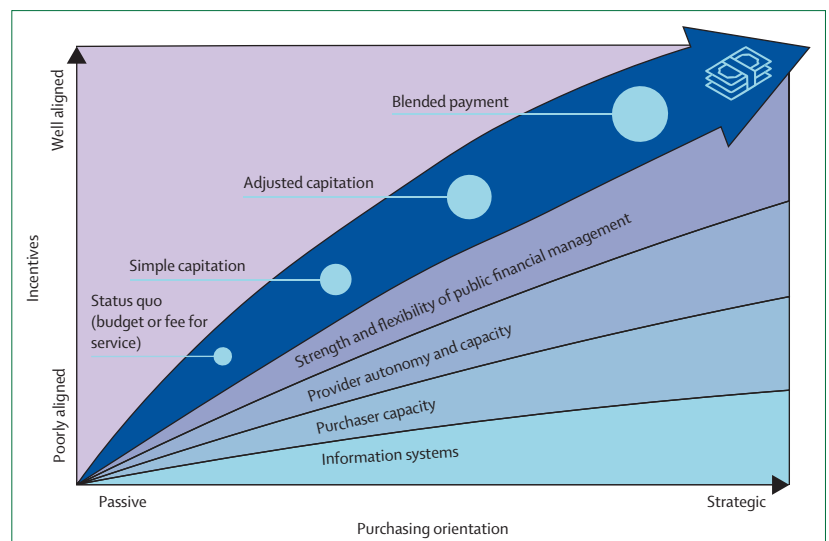 Well aligned
Incentives
Poorly aligned
Blended payment
Adjusted capitation
Simple capitation
Status quo
(budget or fee for
service)
Strength and flexibility of public financial management
Provider autonomy and capacity
Purchaser capacity
Information systems
Passive
Strategic
Purchasing orientation